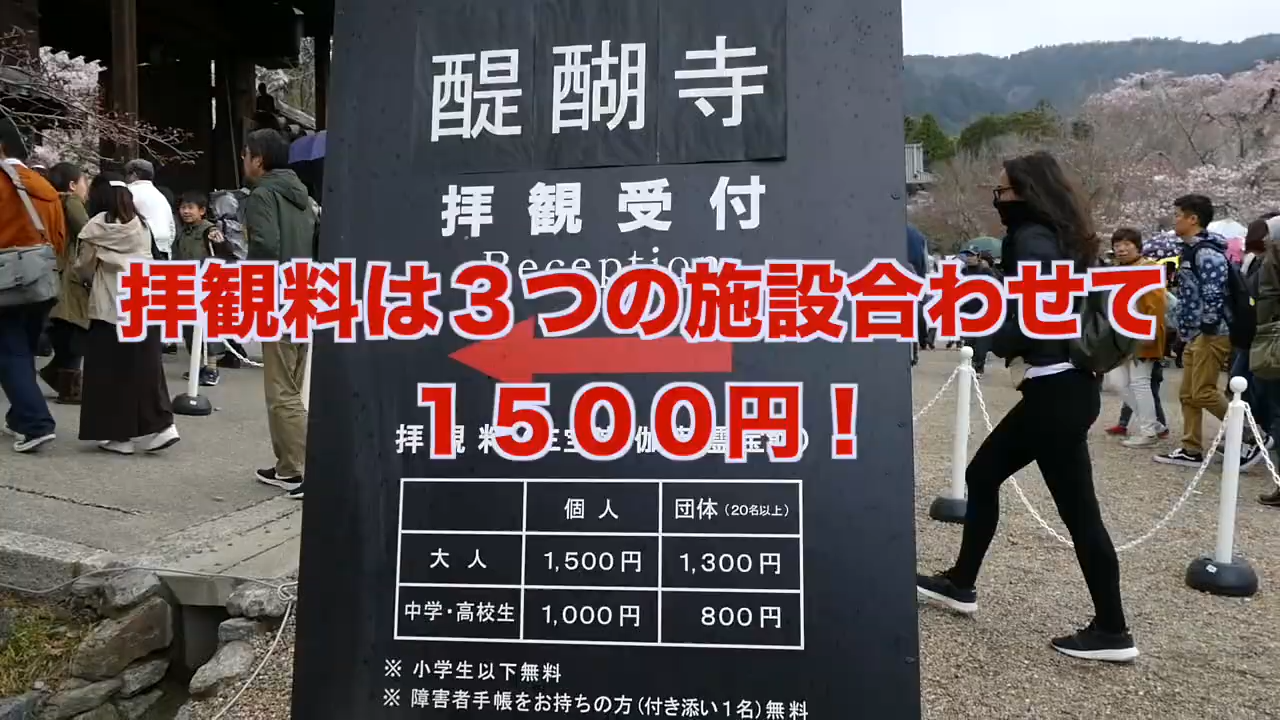 醍醐寺
拝観受付
Reception
拝観料は３つの施設合わせて
１５００円！
拝観料
個人 団体（20名以上）
大人 1,500円 1,300円
中学・高校生 1,000円 800円
※ 小学生以下無料
※ 障害者手帳をお持ちの方（付き添い1名）無料